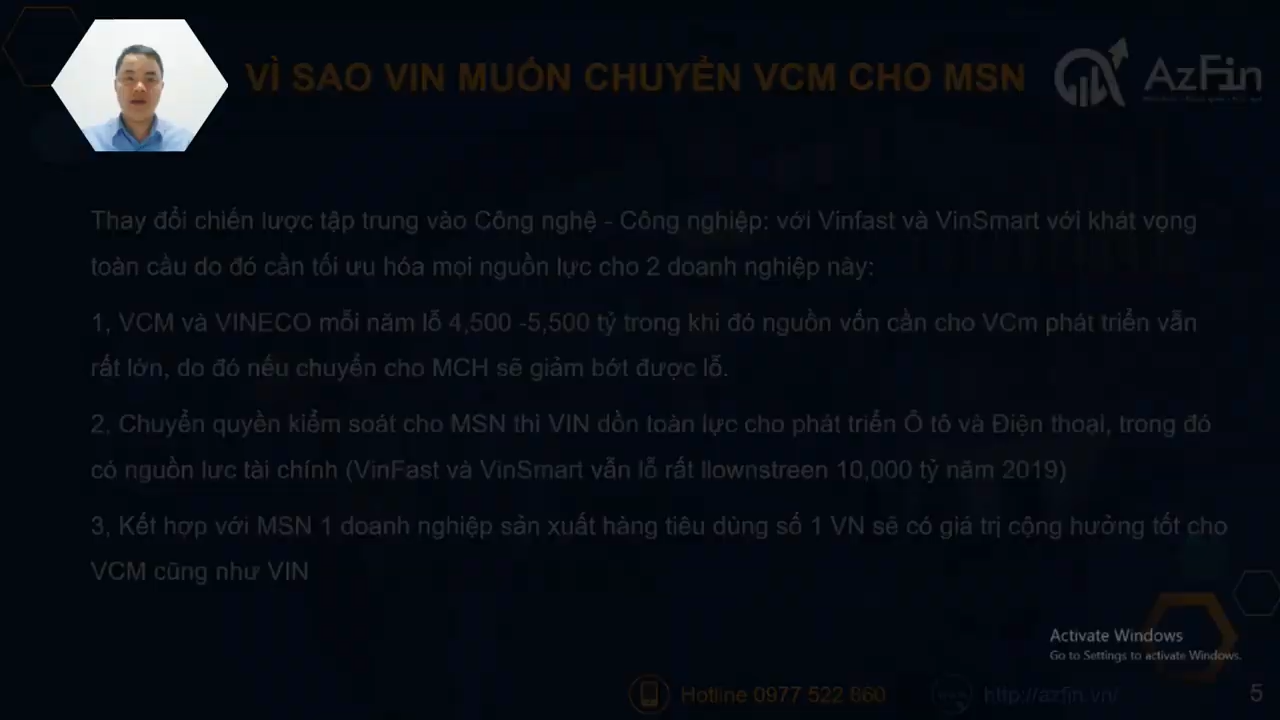 VÌ SAO VIN MUỐN CHUYỂN VCM CHO MSN
AzFin
Thay đổi chiến lược tập trung vào Công nghệ - Công nghiệp: với Vinfast và VinSmart với khát vọng
toàn cầu do đó cần tối ưu hóa mọi nguồn lực cho 2 doanh nghiệp này:
1, VCM và VINECO mỗi năm lỗ 4,500 -5,500 tỷ trong khi đó nguồn vốn cần cho VCm phát triển vẫn
rất lớn, do đó nếu chuyển cho MCH sẽ giảm bớt được lỗ.
2, Chuyển quyền kiểm soát cho MSN thì VIN dồn toàn lực cho phát triển Ô tô và Điện thoại, trong đó
có nguồn lưc tài chính (VinFast và VinSmart vẫn lỗ rất llownstreen 10,000 tỷ năm 2019)
3, Kết hợp với MSN 1 doanh nghiệp sản xuất hàng tiêu dùng số 1 VN sẽ có giá trị cộng hưởng tốt cho
VCM cũng như VIN
Activate Windows
Go to Settings to activate Windows.
Hotline 0977 522 860
http://azfin.vn/
5